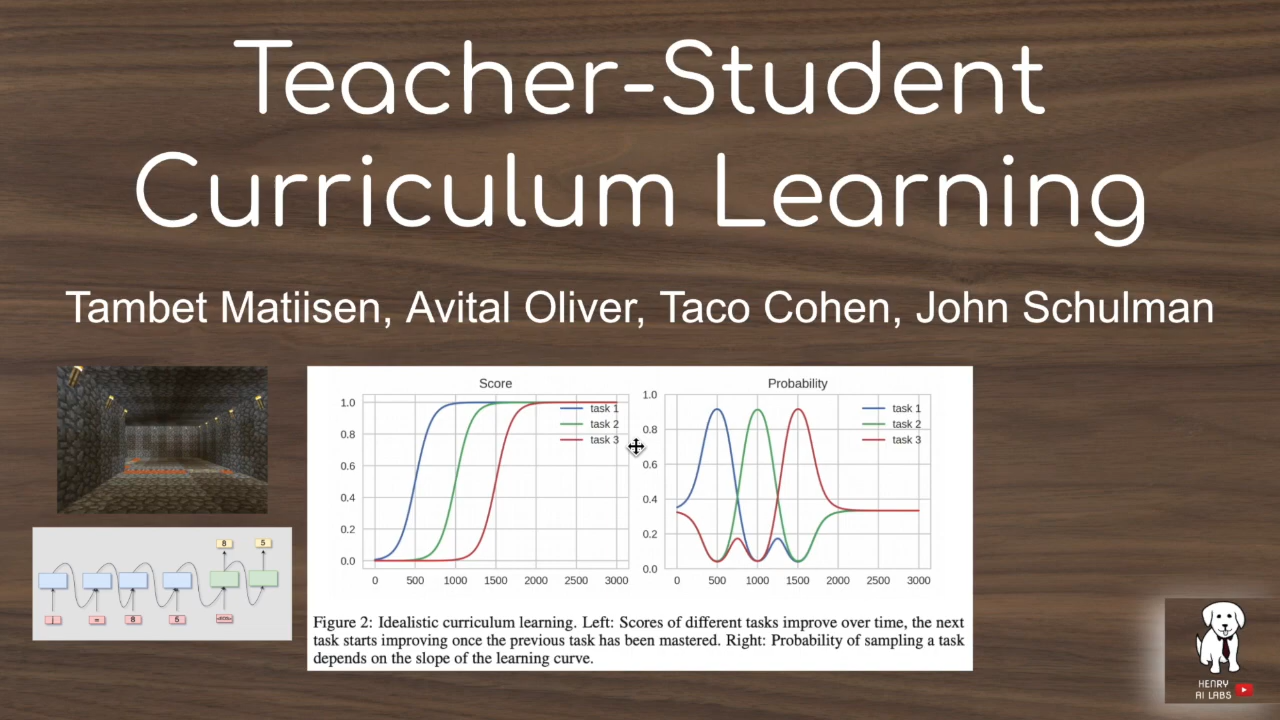 Teacher-Student
Curriculum Learning
Tambet Matiisen, Avital Oliver, Taco Cohen, John Schulman
Score
1.0
0.8
0.6
0.4
0.2
0.0
0 500 1000 1500 2000 2500 3000
task 1
task 2
task 3
Probability
1.0
0.8
0.6
0.4
0.2
0.0
0 500 1000 1500 2000 2500 3000
task 1
task 2
task 3
Figure 2: Idealistic curriculum learning. Left: Scores of different tasks improve over time, the next
task starts improving once the previous task has been mastered. Right: Probability of sampling a task
depends on the slope of the learning curve.
8 5
8 5
HENRY
AI LABS